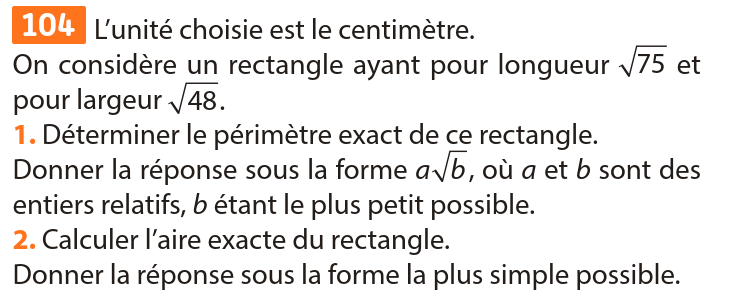 104 L'unité choisie est le centimètre.
On considère un rectangle ayant pour longueur √75 et
pour largeur √48.
1. Déterminer le périmètre exact de ce rectangle.
Donner la réponse sous la forme a√b, où a et b sont des
entiers relatifs, b étant le plus petit possible.
2. Calculer l'aire exacte du rectangle.
Donner la réponse sous la forme la plus simple possible.